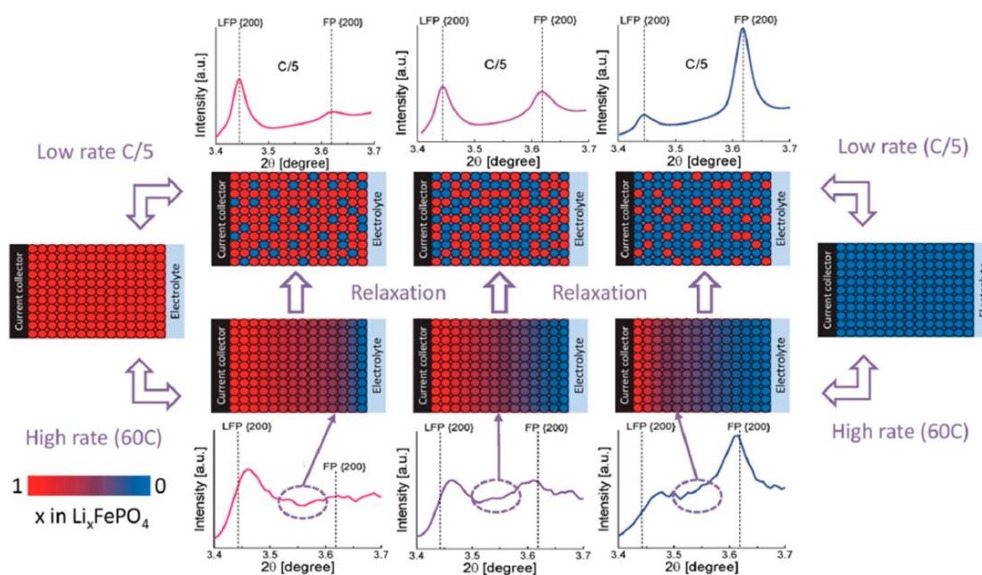 LFP {200} FP {200}
C/5
Intensity [a.u.]
3.4 3.5 3.6 3.7
2θ [degree]
LFP {200} FP {200}
C/5
Intensity [a.u.]
3.4 3.5 3.6 3.7
2θ [degree]
LFP {200} FP {200}
C/5
Intensity [a.u.]
3.4 3.5 3.6 3.7
2θ [degree]
Low rate C/5
Low rate (C/5)
Current collector
Electrolyte
Current collector
Electrolyte
Current collector
Electrolyte
Current collector
Electrolyte
Relaxation
Relaxation
Current collector
Electrolyte
Current collector
Electrolyte
Current collector
Electrolyte
Current collector
Electrolyte
High rate (60C)
High rate (60C)
1 0
x in LiₓFePO₄
LFP {200}
FP {200}
Intensity [a.u.]
3.4 3.5 3.6 3.7
2θ [degree]
LFP {200} FP {200}
Intensity [a.u.]
3.4 3.5 3.6 3.7
2θ [degree]
LFP {200} FP {200}
Intensity [a.u.]
3.4 3.5 3.6 3.7
2θ [degree]